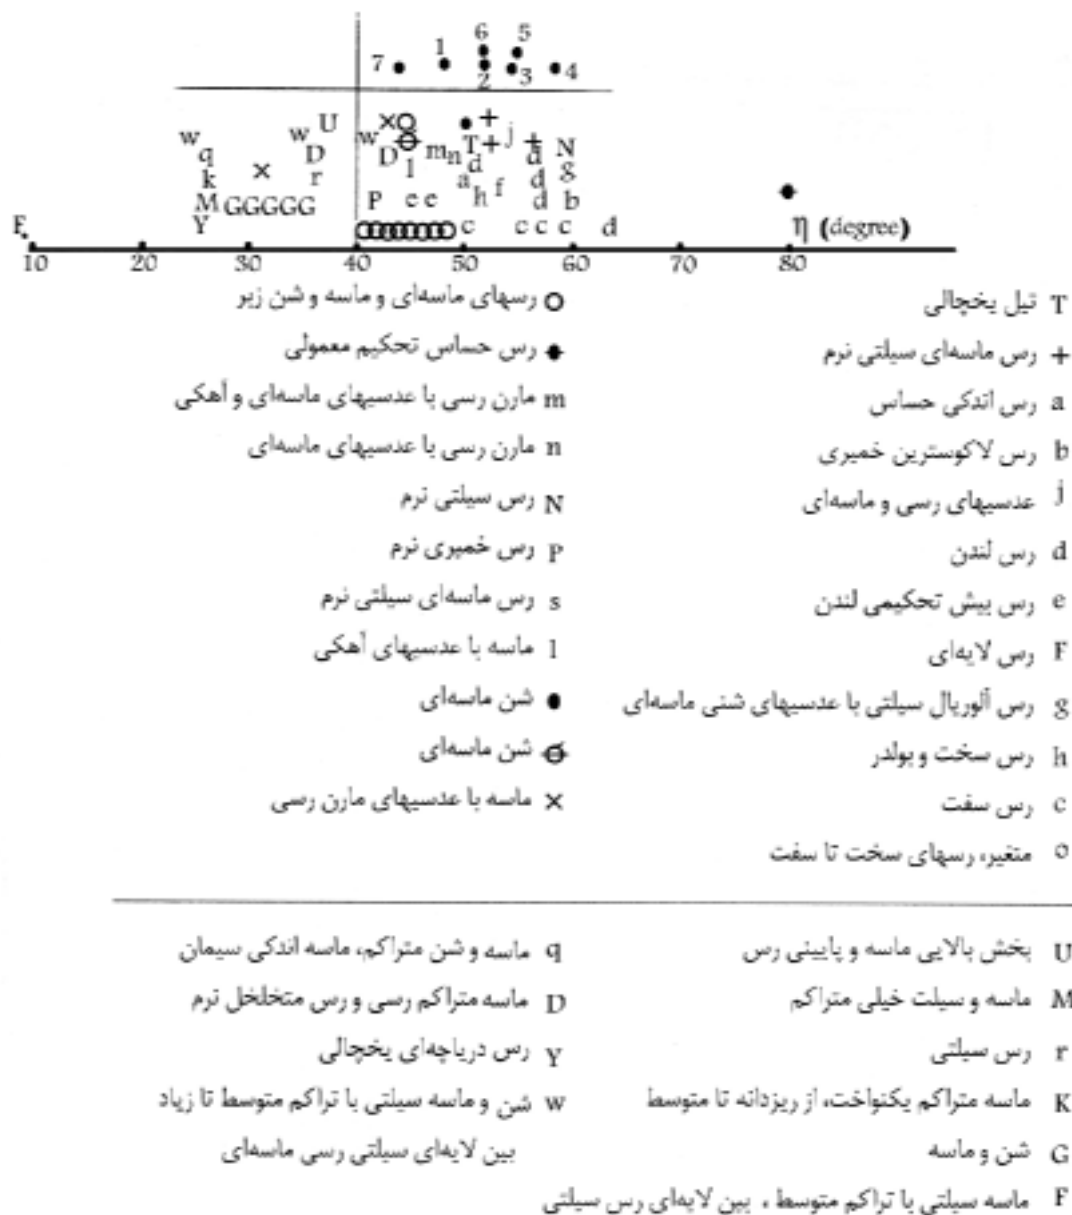 6 5
7 1 2 3 4
w q k M Y
U w D r
× GGGGG
w D × l
P e e
m n T + j + N
a d h f d g
d d b
c c c c d
F η (degree)
10 20 30 40 50 60 70 80
T تیل یخچالی
+ رس ماسه‌ای سیلتی نرم
a رس اندکی حساس
b رس لاکوسترین خمیری
j عدسیهای رسی و ماسه‌ای
d رس لندن
e رس پیش تحکیمی لندن
F رس لایه‌ای
g رس آلوریال سیلتی با عدسیهای شنی ماسه‌ای
h رس سخت و بولدر
c رس سفت
o متغیر، رسهای سخت تا سفت
رسهای ماسه‌ای و ماسه و شن زیر
رس حساس تحکیم معمولی
m مارن رسی با عدسیهای ماسه‌ای و آهکی
n مارن رسی با عدسیهای ماسه‌ای
N رس سیلتی نرم
P رس خمیری نرم
s رس ماسه‌ای سیلتی نرم
l ماسه با عدسیهای آهکی
شن ماسه‌ای
شن ماسه‌ای
× ماسه با عدسیهای مارن رسی
U بخش بالایی ماسه و پایینی رس
M ماسه و سیلت خیلی متراکم
r رس سیلتی
K ماسه متراکم یکنواخت، از ریزدانه تا متوسط
G شن و ماسه
F ماسه سیلتی با تراکم متوسط ، بین لایه‌ای رس سیلتی
q ماسه و شن متراکم، ماسه اندکی سیمان
D ماسه متراکم رسی و رس متخلخل نرم
Y رس دریاچه‌ای یخچالی
w شن و ماسه سیلتی با تراکم متوسط تا زیاد
بین لایه‌ای سیلتی رسی ماسه‌ای